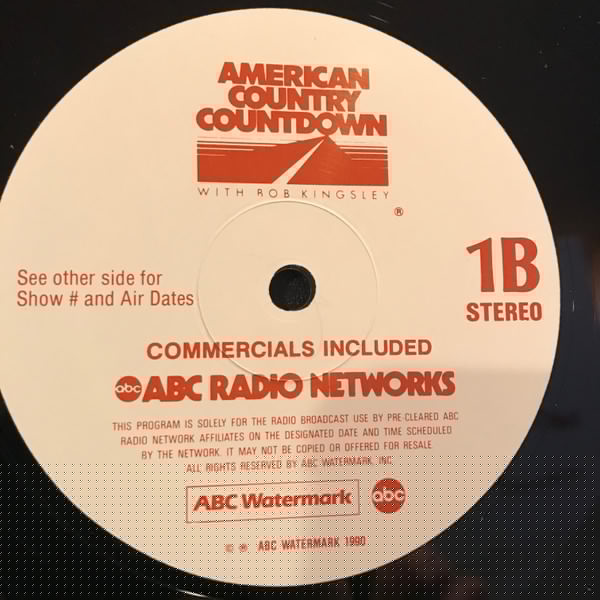 AMERICAN
COUNTRY
COUNTDOWN
WITH BOB KINGSLEY
®
See other side for
Show # and Air Dates
1B
STEREO
COMMERCIALS INCLUDED
abc ABC RADIO NETWORKS
THIS PROGRAM IS SOLELY FOR THE RADIO BROADCAST USE BY PRE-CLEARED ABC
RADIO NETWORK AFFILIATES ON THE DESIGNATED DATE AND TIME SCHEDULED
BY THE NETWORK. IT MAY NOT BE COPIED OR OFFERED FOR RESALE.
ALL RIGHTS RESERVED BY ABC WATERMARK, INC.
ABC Watermark abc
© ℗ ABC WATERMARK 1990